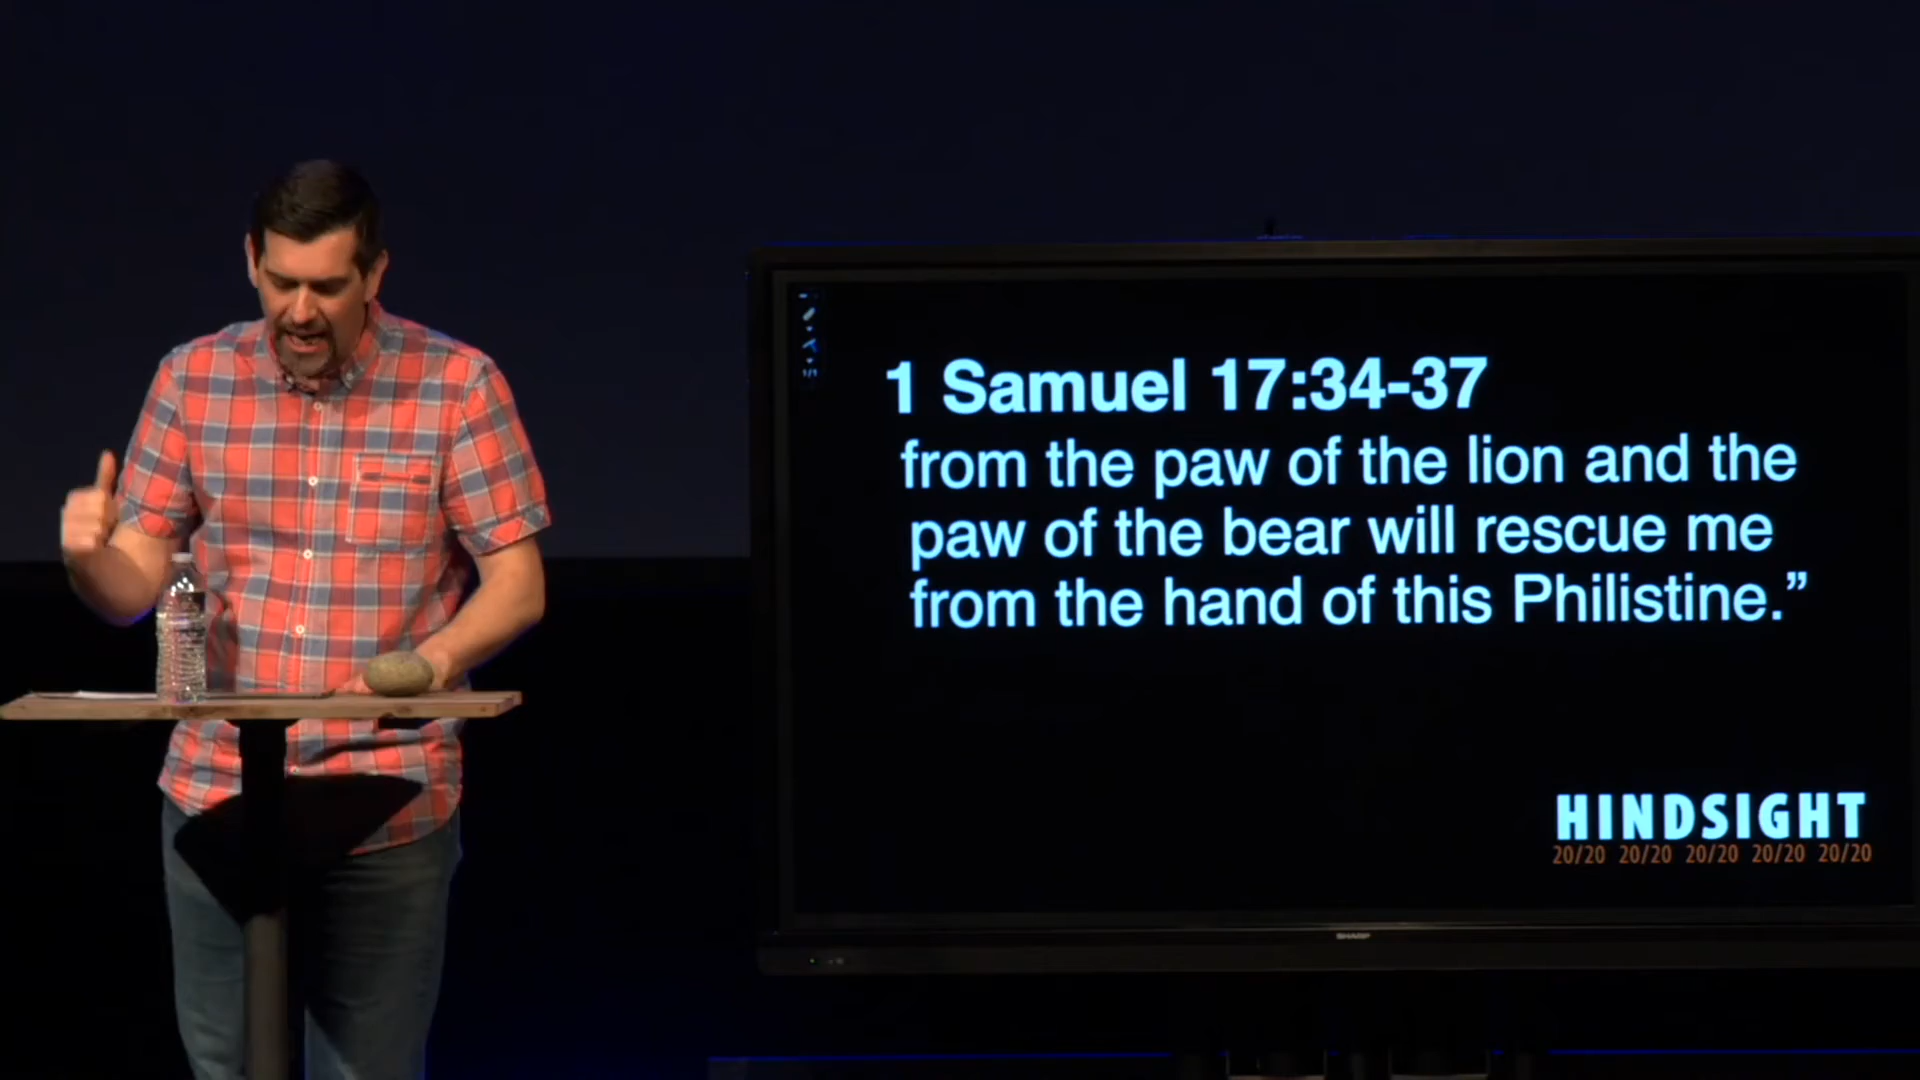 1 Samuel 17:34-37
from the paw of the lion and the
paw of the bear will rescue me
from the hand of this Philistine.”
HINDSIGHT
20/20 20/20 20/20 20/20 20/20
SHARP